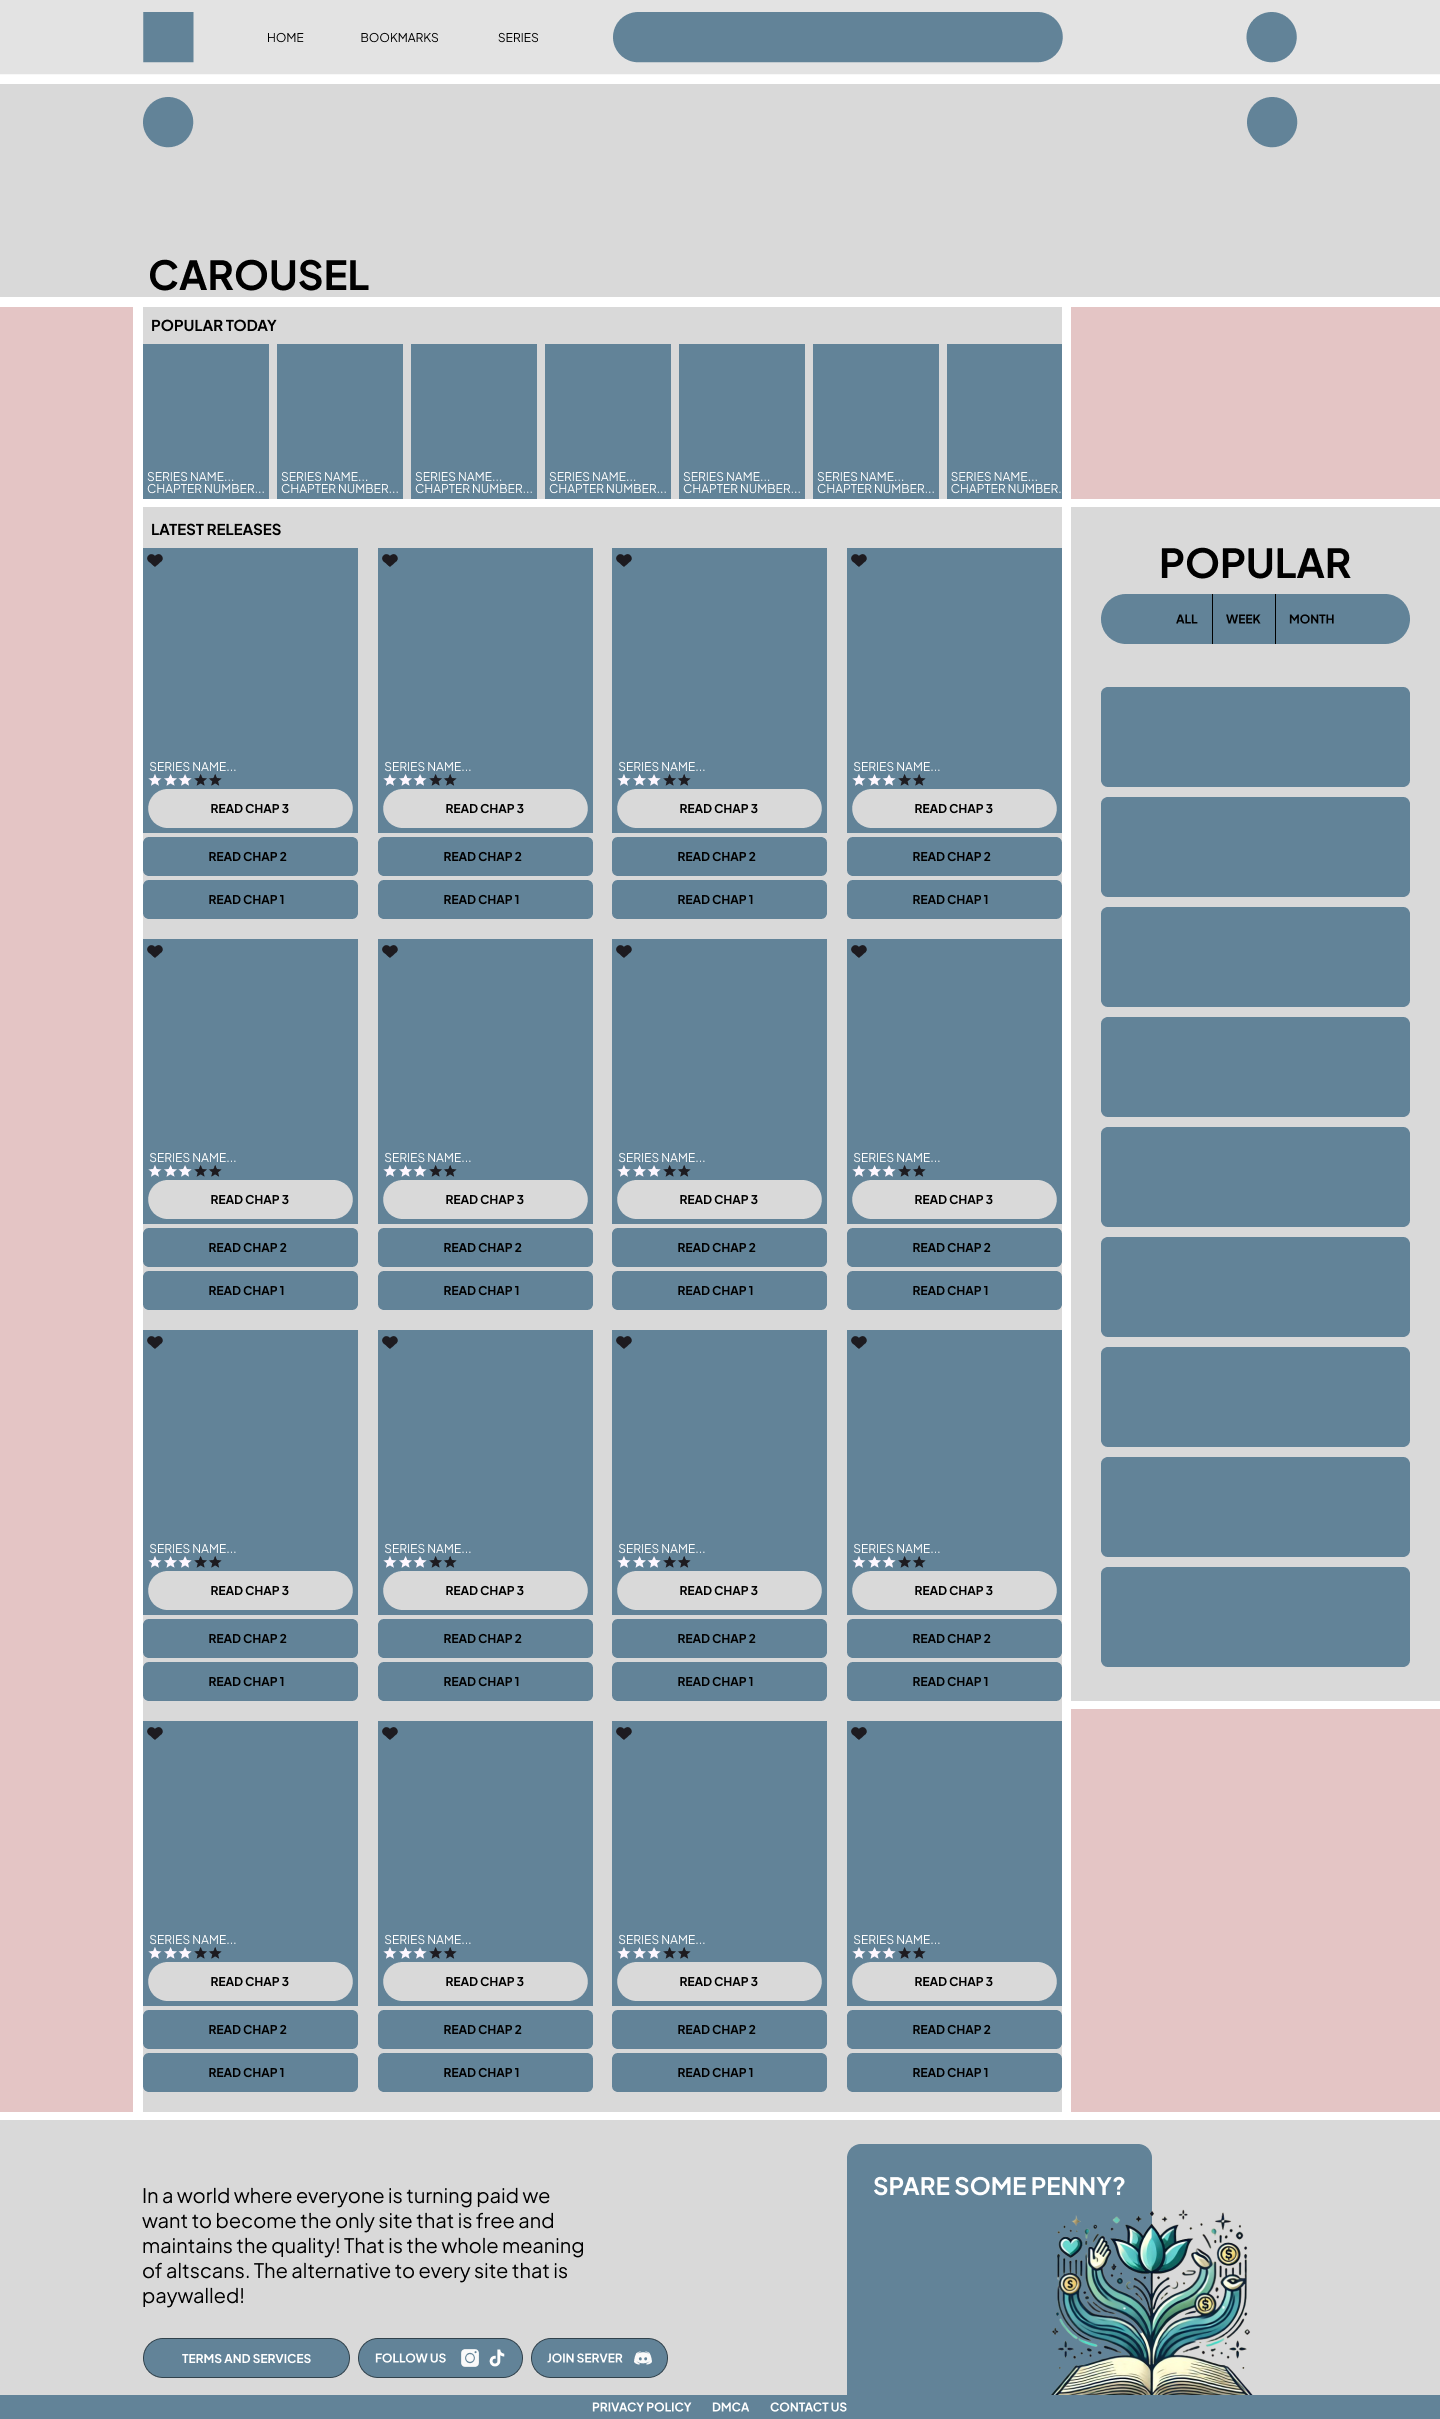 HOME BOOKMARKS SERIES
CAROUSEL
POPULAR TODAY
SERIES NAME... SERIES NAME... SERIES NAME... SERIES NAME... SERIES NAME... SERIES NAME... SERIES NAME...
CHAPTER NUMBER... CHAPTER NUMBER... CHAPTER NUMBER... CHAPTER NUMBER... CHAPTER NUMBER... CHAPTER NUMBER... CHAPTER NUMBER.
LATEST RELEASES
SERIES NAME... SERIES NAME... SERIES NAME... SERIES NAME...
READ CHAP 3 READ CHAP 3 READ CHAP 3 READ CHAP 3
READ CHAP 2 READ CHAP 2 READ CHAP 2 READ CHAP 2
READ CHAP 1 READ CHAP 1 READ CHAP 1 READ CHAP 1
SERIES NAME... SERIES NAME... SERIES NAME... SERIES NAME...
READ CHAP 3 READ CHAP 3 READ CHAP 3 READ CHAP 3
READ CHAP 2 READ CHAP 2 READ CHAP 2 READ CHAP 2
READ CHAP 1 READ CHAP 1 READ CHAP 1 READ CHAP 1
SERIES NAME... SERIES NAME... SERIES NAME... SERIES NAME...
READ CHAP 3 READ CHAP 3 READ CHAP 3 READ CHAP 3
READ CHAP 2 READ CHAP 2 READ CHAP 2 READ CHAP 2
READ CHAP 1 READ CHAP 1 READ CHAP 1 READ CHAP 1
SERIES NAME... SERIES NAME... SERIES NAME... SERIES NAME...
READ CHAP 3 READ CHAP 3 READ CHAP 3 READ CHAP 3
READ CHAP 2 READ CHAP 2 READ CHAP 2 READ CHAP 2
READ CHAP 1 READ CHAP 1 READ CHAP 1 READ CHAP 1
POPULAR
ALL WEEK MONTH
In a world where everyone is turning paid we
want to become the only site that is free and
maintains the quality! That is the whole meaning
of altscans. The alternative to every site that is
paywalled!
TERMS AND SERVICES FOLLOW US JOIN SERVER
SPARE SOME PENNY?
$ $ $
PRIVACY POLICY DMCA CONTACT US